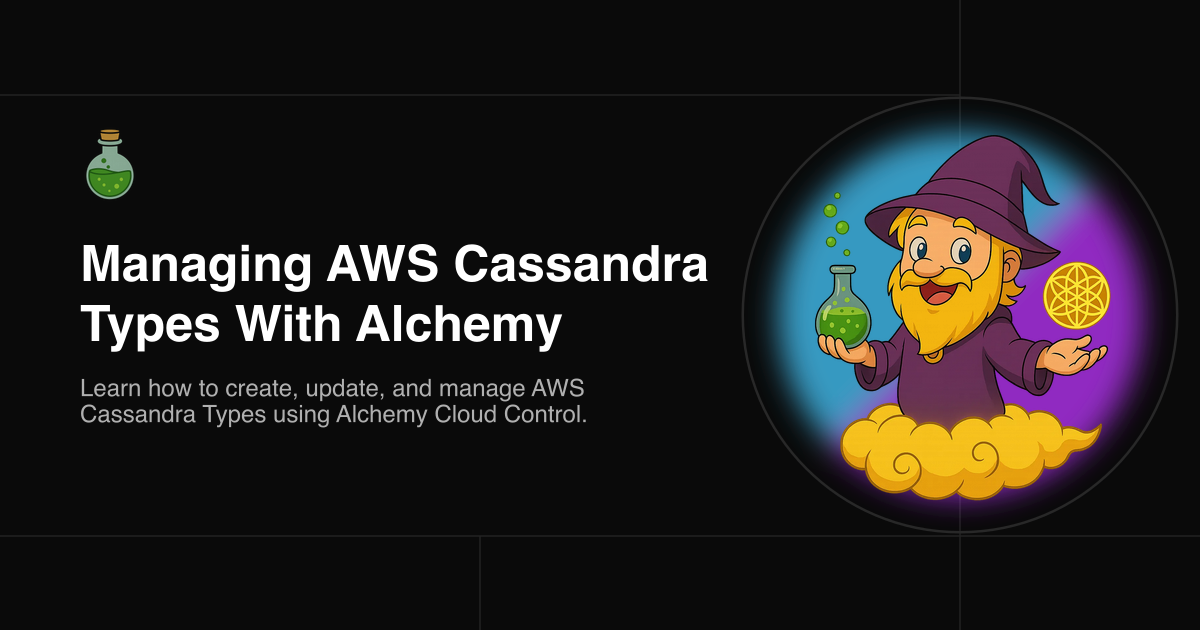 Managing AWS Cassandra
Types With Alchemy
Learn how to create, update, and manage AWS
Cassandra Types using Alchemy Cloud Control.